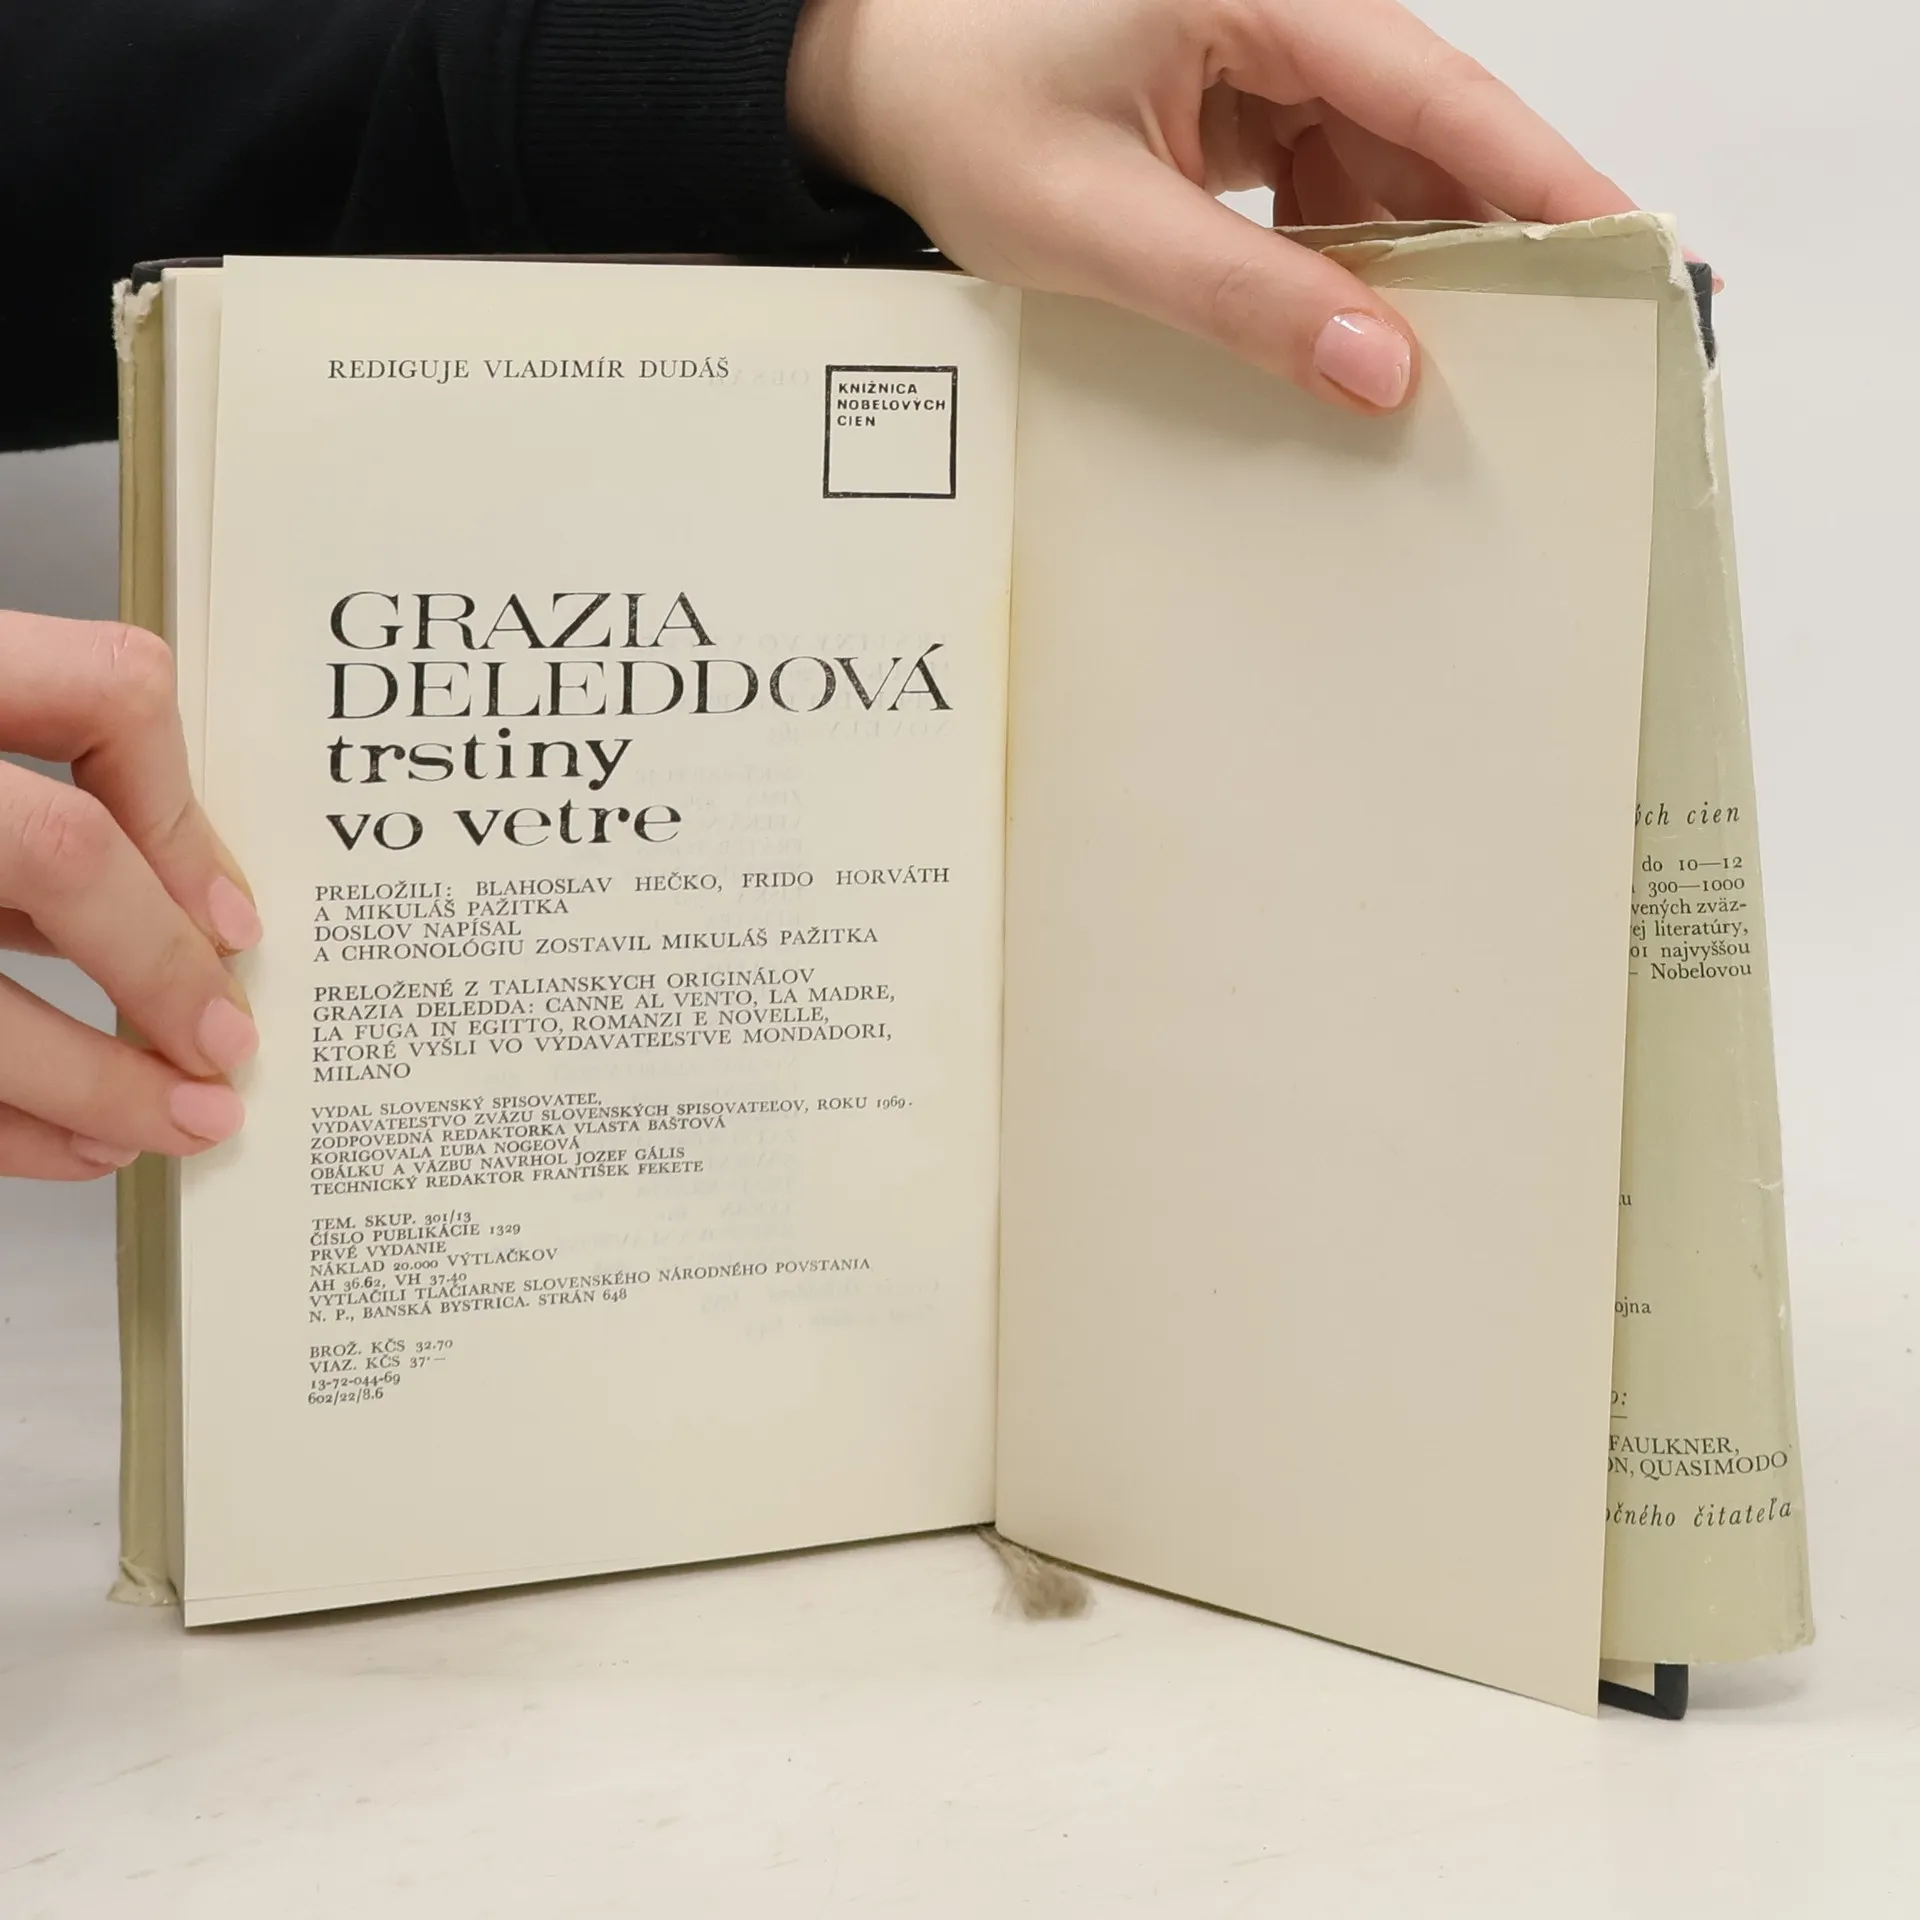 REDIGUJE VLADIMÍR DUDÁŠ
KNIŽNICA
NOBELOVÝCH
CIEN
GRAZIA
DELEDDOVÁ
trstiny
vo vetre
PRELOŽILI: BLAHOSLAV HEČKO, FRIDO HORVÁTH
A MIKULÁŠ PAŽITKA
DOSLOV NAPÍSAL
A CHRONOLÓGIU ZOSTAVIL MIKULÁŠ PAŽITKA
PRELOŽENÉ Z TALIANSKYCH ORIGINÁLOV
GRAZIA DELEDDA: CANNE AL VENTO, LA MADRE,
LA FUGA IN EGITTO, ROMANZI E NOVELLE,
KTORÉ VYŠLI VO VYDAVATEĽSTVE MONDADORI,
MILANO
VYDAL SLOVENSKÝ SPISOVATEĽ,
VYDAVATEĽSTVO ZVÄZU SLOVENSKÝCH SPISOVATEĽOV, ROKU 1969.
ZODPOVEDNÁ REDAKTORKA VLASTA BAŠTOVÁ
KORIGOVALA ĽUBA NOGEOVÁ
OBÁLKU A VÄZBU NAVRHOL JOZEF GÁLIS
TECHNICKÝ REDAKTOR FRANTIŠEK FEKETE
TEM. SKUP. 301/13
ČÍSLO PUBLIKÁCIE 1329
PRVÉ VYDANIE
NÁKLAD 20.000 VÝTLAČKOV
AH 36.62, VH 37.40
VYTLAČILI TLAČIARNE SLOVENSKÉHO NÁRODNÉHO POVSTANIA
N. P., BANSKÁ BYSTRICA. STRÁN 648
BROŽ. KČS 32.70
VIAZ. KČS 37·—
13-72-044-69
602/22/8.6
ých cien
do 10—12
300—1000
vených zväz-
ej literatúry,
01 najvyššou
– Nobelovou
u
ojna
o:
FAULKNER,
ON, QUASIMODO
očného čitateľa